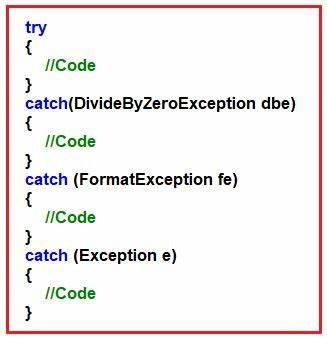 try
{
//Code
}
catch(DivideByZeroException dbe)
{
//Code
}
catch (FormatException fe)
{
//Code
}
catch (Exception e)
{
//Code
}